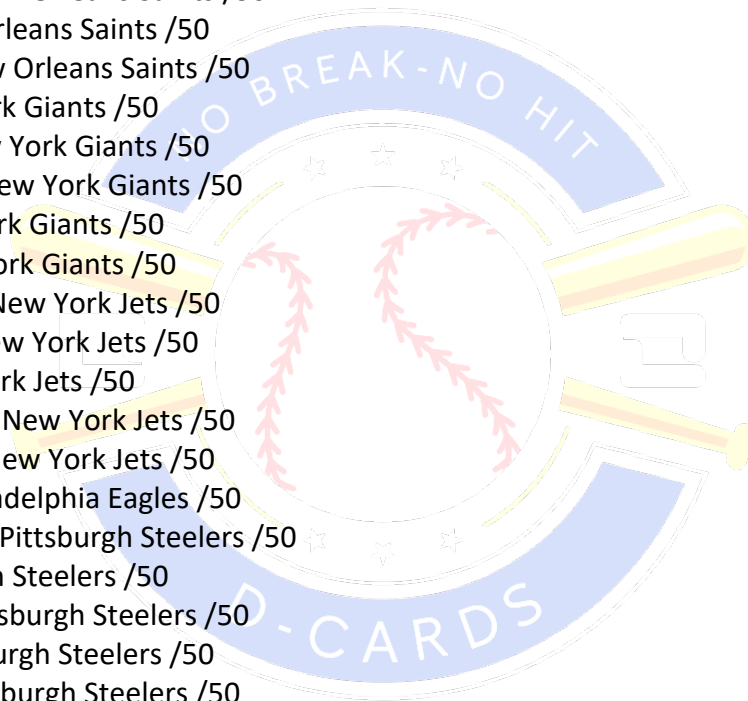 rleans Saints /50
Orleans Saints /50
rk Giants /50
York Giants /50
ew York Giants /50
rk Giants /50
ork Giants /50
New York Jets /50
w York Jets /50
rk Jets /50
New York Jets /50
ew York Jets /50
adelphia Eagles /50
Pittsburgh Steelers /50
Steelers /50
sburgh Steelers /50
urgh Steelers /50
sburgh Steelers /50
NO BREAK-NO HIT
D-CARDS